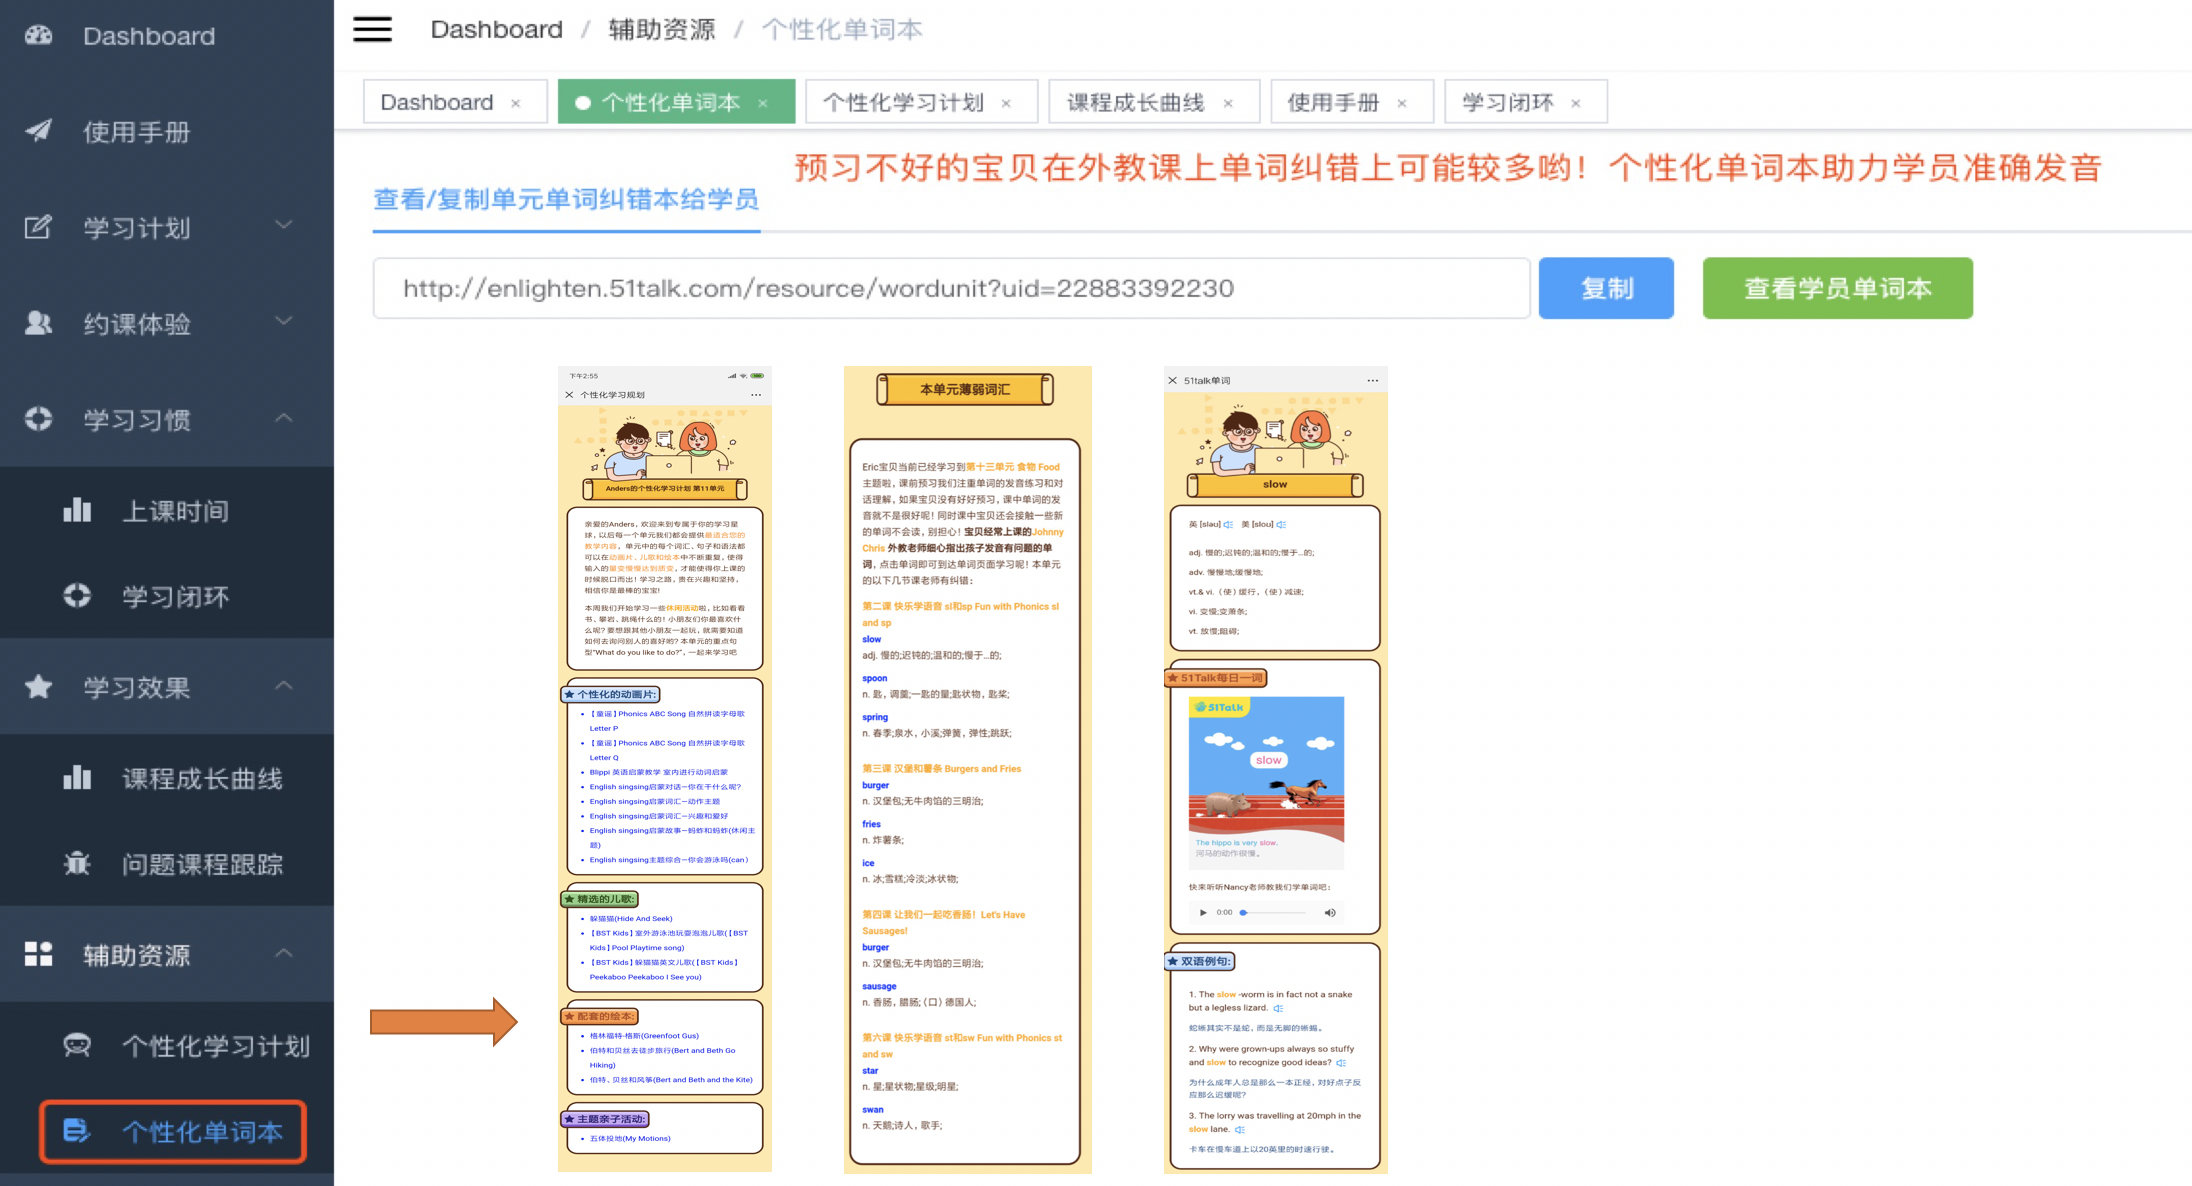 Dashboard
使用手册
学习计划
约课体验
学习习惯
上课时间
学习闭环
学习效果
课程成长曲线
问题课程跟踪
辅助资源
个性化学习计划
个性化单词本
Dashboard / 辅助资源 / 个性化单词本
Dashboard × 个性化单词本 × 个性化学习计划 × 课程成长曲线 × 使用手册 × 学习闭环 ×
预习不好的宝贝在外教课上单词纠错上可能较多哟！个性化单词本助力学员准确发音
查看/复制单元单词纠错本给学员
http://enlighten.51talk.com/resource/wordunit?uid=22883392230
复制
查看学员单词本
下午2:55
个性化学习规划
Anders的个性化学习计划 第11单元
亲爱的Anders，欢迎来到专属于你的学习星
球，以后每一个单元我们都会提供最适合您的
教学内容，单元中的每个词汇、句子和语法都
可以在动画片、儿歌和绘本中不断重复，使得
输入的量变慢慢达到质变，才能使得你上课的
时候脱口而出！学习之路，贵在兴趣和坚持，
相信你是最棒的宝宝!
本周我们开始学习一些休闲活动啦，比如看看
书、攀岩、跳绳什么的！小朋友们你最喜欢什
么呢？要想跟其他小朋友一起玩，就需要知道
如何去询问别人的喜好哟？本单元的重点句
型"What do you like to do?"，一起来学习吧
★ 个性化的动画片:
【童谣】Phonics ABC Song 自然拼读字母歌
Letter P
【童谣】Phonics ABC Song 自然拼读字母歌
Letter Q
Blippi 英语启蒙教学 室内进行动词启蒙
English singsing启蒙对话–你在干什么呢?
English singsing启蒙词汇–动作主题
English singsing启蒙词汇–兴趣和爱好
English singsing启蒙故事–蚂蚱和蚂蚱(休闲主
题)
English singsing主题综合–你会游泳吗(can）
★ 精选的儿歌:
躲猫猫(Hide And Seek)
【BST Kids】室外游泳池玩耍泡泡儿歌(【BST
Kids】Pool Playtime song)
【BST Kids】躲猫猫英文儿歌(【BST Kids】
Peekaboo Peekaboo I See you)
★ 配套的绘本:
格林福特-格斯(Greenfoot Gus)
伯特和贝丝去徒步旅行(Bert and Beth Go
Hiking)
伯特、贝丝和风筝(Bert and Beth and the Kite)
★ 主题亲子活动:
五体投地(My Motions)
本单元薄弱词汇
Eric宝贝当前已经学习到第十三单元 食物 Food
主题啦，课前预习我们注重单词的发音练习和对
话理解，如果宝贝没有好好预习，课中单词的发
音就不是很好呢！同时课中宝贝还会接触一些新
的单词不会读，别担心！宝贝经常上课的Johnny
Chris 外教老师细心指出孩子发音有问题的单
词，点击单词即可到达单词页面学习呢！本单元
的以下几节课老师有纠错：
第二课 快乐学语音 sl和sp Fun with Phonics sl
and sp
slow
adj. 慢的;迟钝的;温和的;慢于...的;
spoon
n. 匙，调羹;一匙的量;匙状物，匙桨;
spring
n. 春季;泉水，小溪;弹簧，弹性;跳跃;
第三课 汉堡和薯条 Burgers and Fries
burger
n. 汉堡包;无牛肉馅的三明治;
fries
n. 炸薯条;
ice
n. 冰;雪糕;冷淡;冰状物;
第四课 让我们一起吃香肠！Let's Have
Sausages!
burger
n. 汉堡包;无牛肉馅的三明治;
sausage
n. 香肠，腊肠;〈口〉德国人;
第六课 快乐学语音 st和sw Fun with Phonics st
and sw
star
n. 星;星状物;星级;明星;
swan
n. 天鹅;诗人，歌手;
51talk单词
slow
英 [sləu] 美 [slou]
adj. 慢的;迟钝的;温和的;慢于...的;
adv. 慢慢地;缓慢地;
vt.& vi.（使）缓行，（使）减速;
vi. 变慢;变萧条;
vt. 放慢;阻碍;
★ 51Talk每日一词
51Talk
slow
The hippo is very slow.
河马的动作很慢。
快来听听Nancy老师教我们学单词吧：
0:00
★ 双语例句:
1. The slow -worm is in fact not a snake
but a legless lizard.
蛇蜥其实不是蛇，而是无脚的蜥蜴。
2. Why were grown-ups always so stuffy
and slow to recognize good ideas?
为什么成年人总是那么一本正经，对好点子反
应那么迟缓呢?
3. The lorry was travelling at 20mph in the
slow lane.
卡车在慢车道上以20英里的时速行驶。